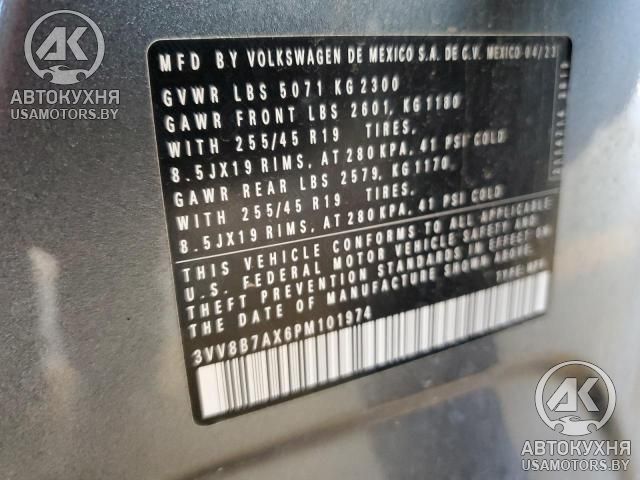 AK
АВТОКУХНЯ
USAMOTORS.BY
MFD BY VOLKSWAGEN DE MEXICO S.A. DE C.V. MEXICO 04/23
GVWR LBS 5071 KG 2300
GAWR FRONT LBS 2601, KG 1180
WITH 255/45 R19 TIRES,
8.5JX19 RIMS, AT 280 KPA, 41 PSI COLD
GAWR REAR LBS 2579, KG 1170,
WITH 255/45 R19 TIRES,
8.5JX19 RIMS, AT 280 KPA, 41 PSI COLD
THIS VEHICLE CONFORMS TO ALL APPLICABLE
U.S. FEDERAL MOTOR VEHICLE SAFETY AND
THEFT PREVENTION STANDARDS IN EFFECT ON
THE DATE OF MANUFACTURE SHOWN ABOVE.
TYPE: MPV
3VV8B7AX6PM101974
AK
АВТОКУХНЯ
USAMOTORS.BY